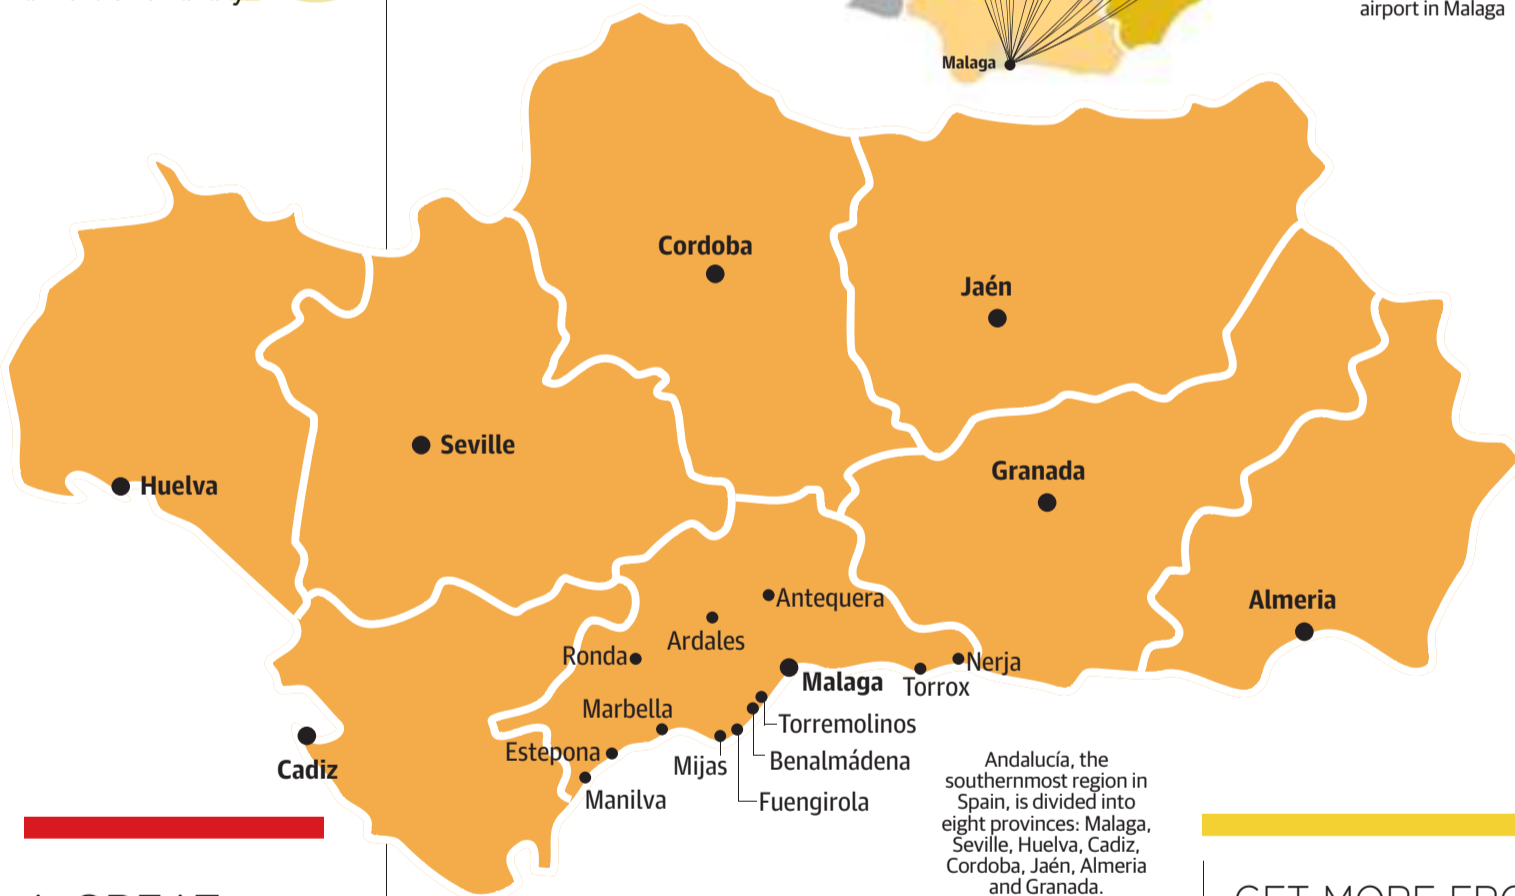 airport in Malaga
Malaga
Cordoba
Jaén
Seville
Granada
Huelva
Almeria
Antequera
Ardales
Ronda
Nerja
Malaga
Torrox
Marbella
Torremolinos
Estepona
Benalmádena
Mijas
Cadiz
Manilva
Fuengirola
Andalucía, the
southernmost region in
Spain, is divided into
eight provinces: Malaga,
Seville, Huelva, Cadiz,
Cordoba, Jaén, Almeria
and Granada.
GET MORE